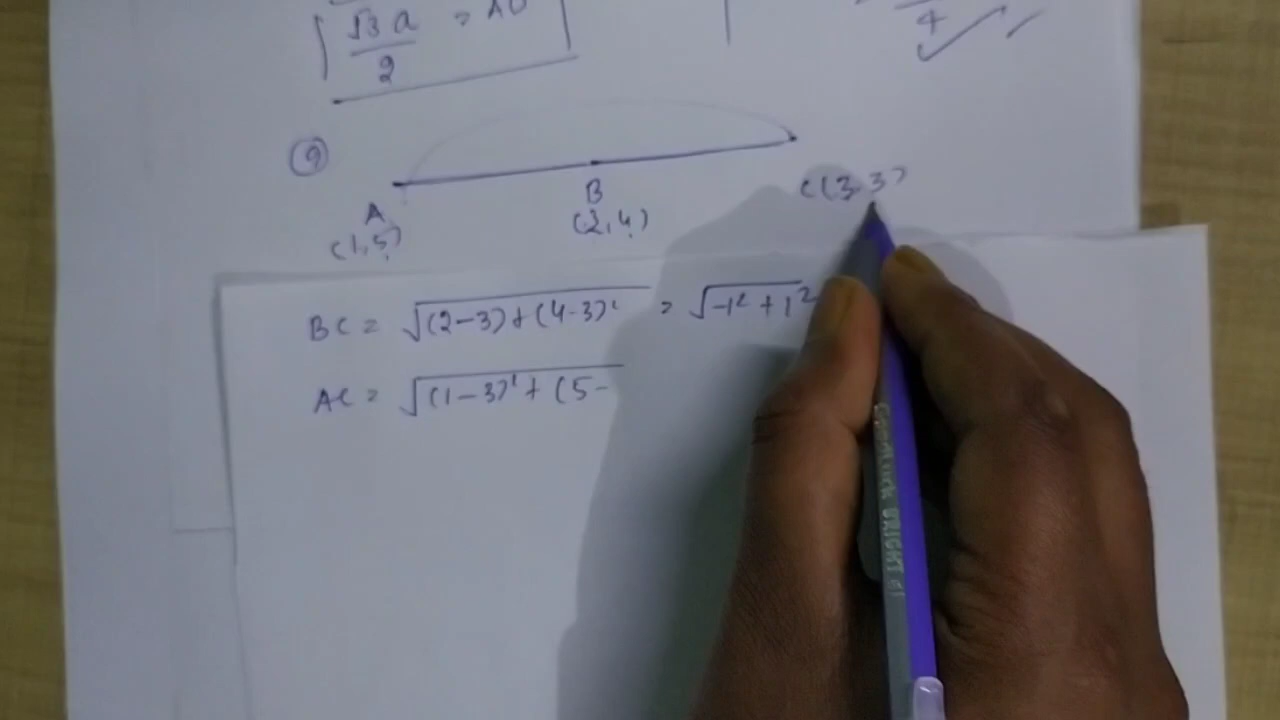 √3 a / 2 = AD
4
9
A B C(3,3)
(1,5) (2,4)
BC = √(2-3)+(4-3)² = √-1²+1²
AC = √(1-3)²+(5-